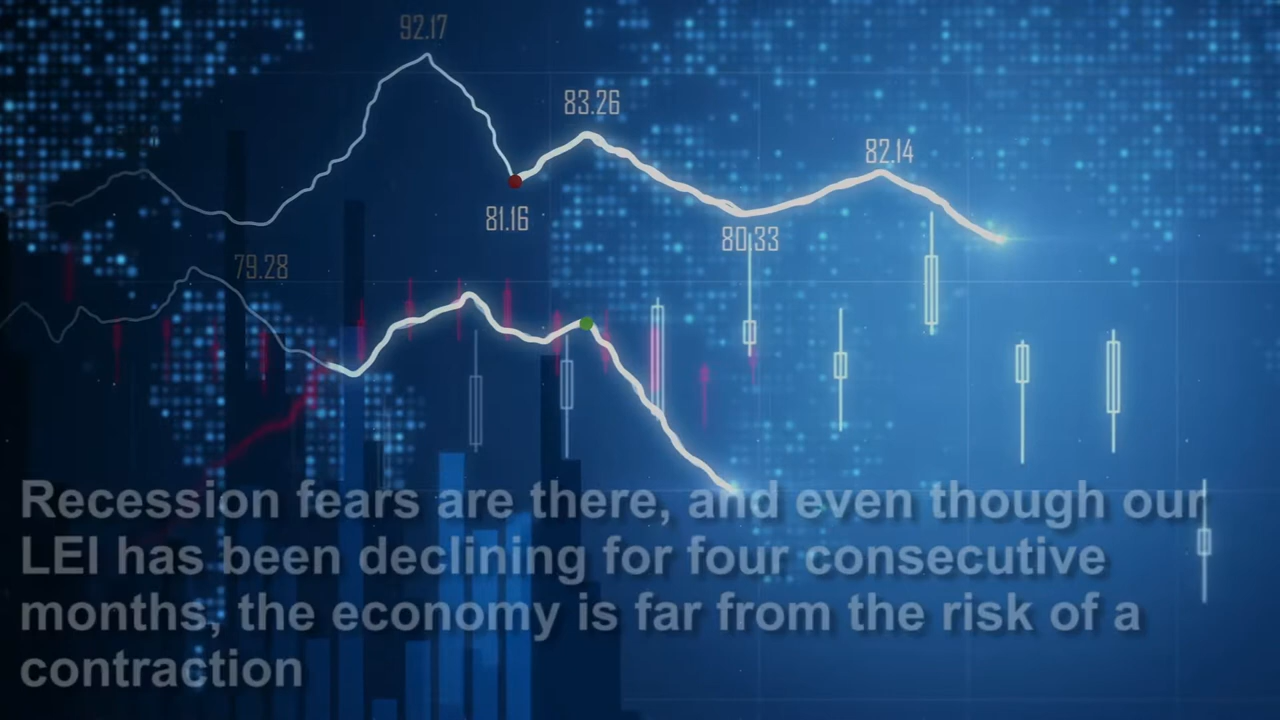 92.17
83.26
82.14
81.16
80.33
79.28
Recession fears are there, and even though our
LEI has been declining for four consecutive
months, the economy is far from the risk of a
contraction